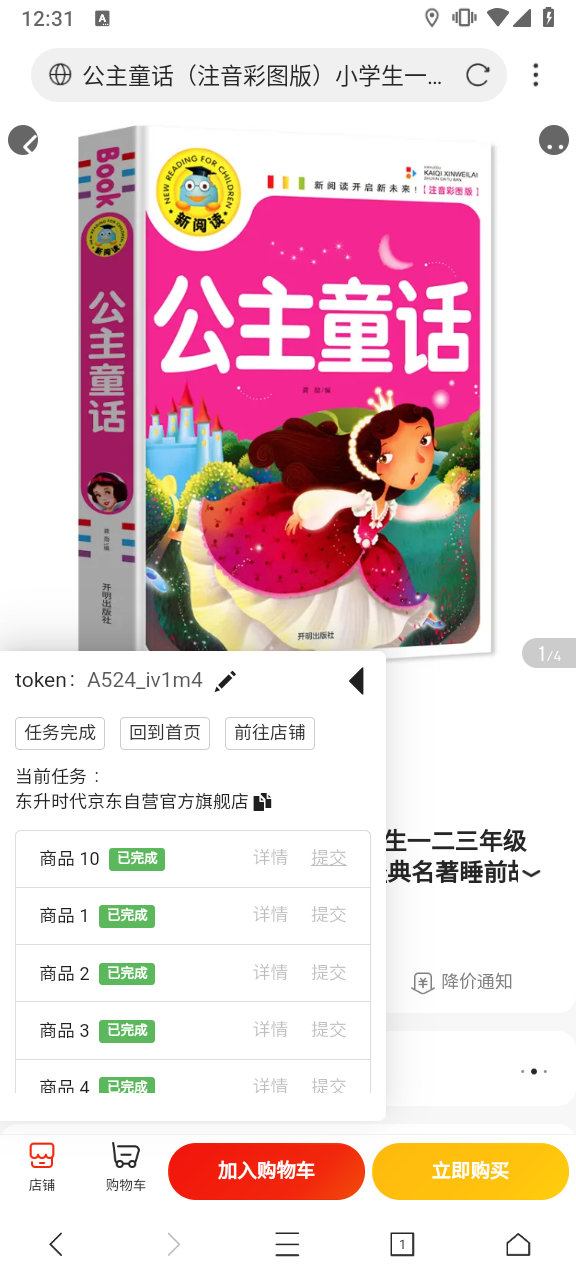 12:31
A
公主童话（注音彩图版）小学生一...
Book
NEW READING FOR CHILDREN
新阅读
KAIQI XINWEILAI
新阅读开启新未来！【注音彩图版】
公主童话
公主童话
开明出版社
开明出版社
1/4
token： A524_iv1m4
任务完成 回到首页 前往店铺
当前任务：
东升时代京东自营官方旗舰店
生一二三年级
典名著睡前故
商品 10 已完成 详情 提交
商品 1 已完成 详情 提交
商品 2 已完成 详情 提交
降价通知
商品 3 已完成 详情 提交
商品 4 已完成 详情 提交
店铺 购物车 加入购物车 立即购买
1